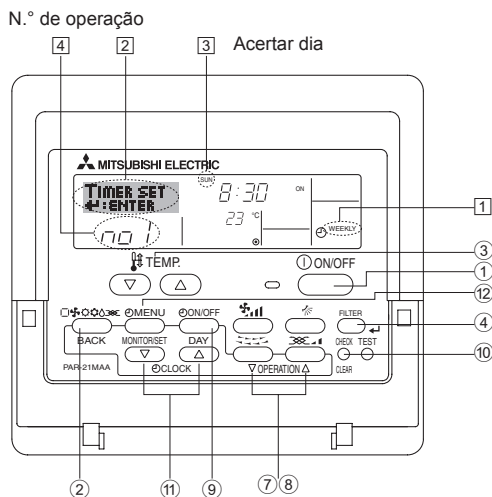 N.° de operação
4 2 3 Acertar dia
MITSUBISHI ELECTRIC
TIMER SET
↵:ENTER
SUN
8:30
ON
23 °C
WEEKLY
1
no 1
TEMP.
ON/OFF
3
1
12
MENU
ON/OFF
FILTER
4
BACK
MONITOR/SET
DAY
CHECK TEST
10
PAR-21MAA
CLOCK
OPERATION
CLEAR
2 11 9 7 8